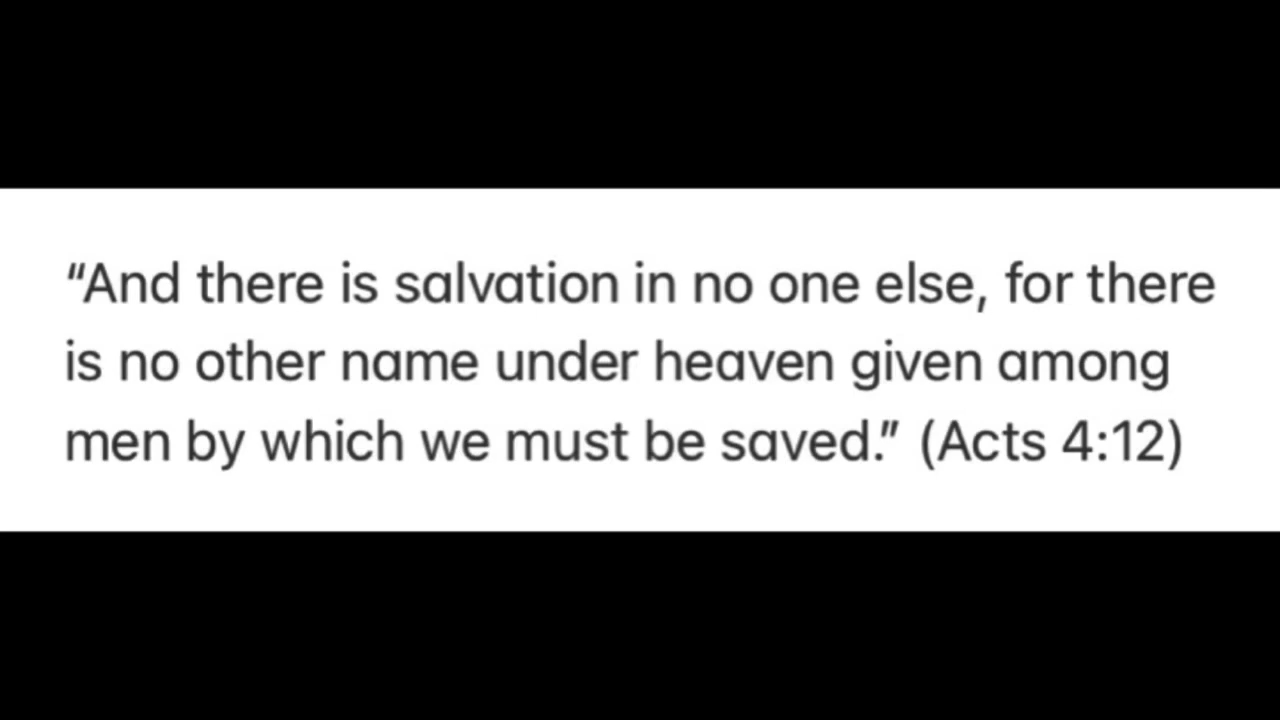 “And there is salvation in no one else, for there
is no other name under heaven given among
men by which we must be saved.” (Acts 4:12)